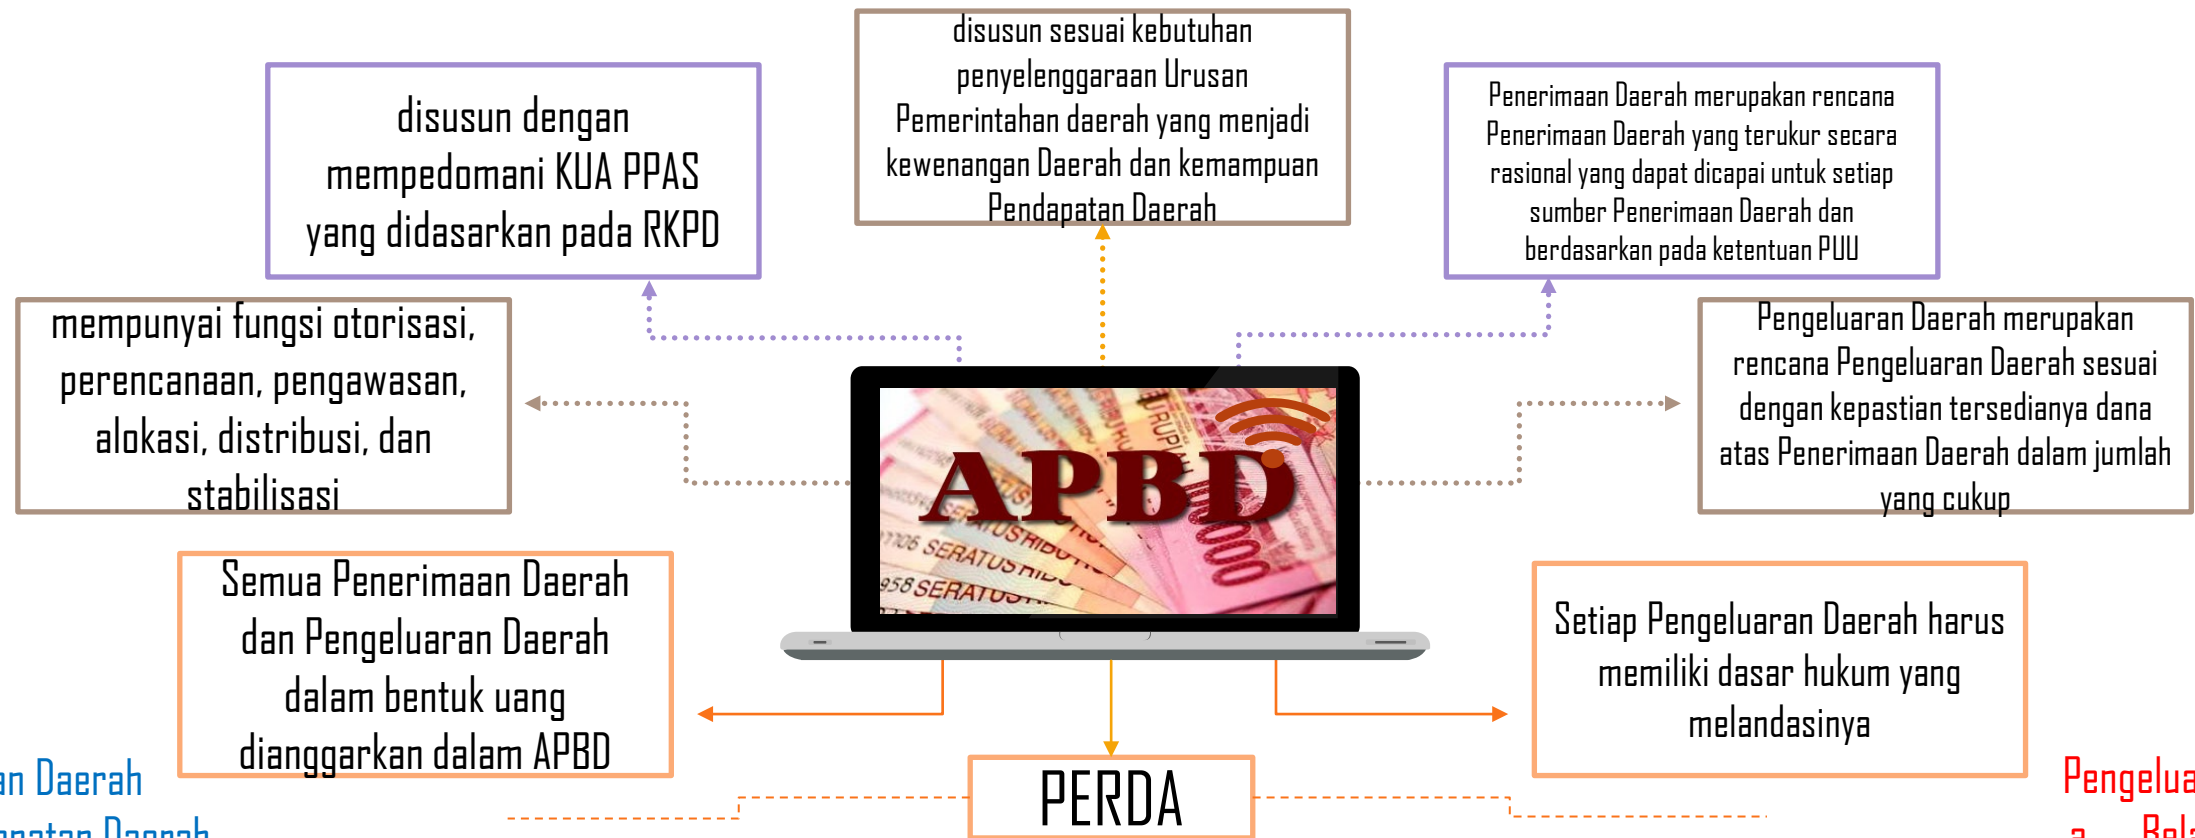 disusun sesuai kebutuhan
penyelenggaraan Urusan
Pemerintahan daerah yang menjadi
kewenangan Daerah dan kemampuan
Pendapatan Daerah
disusun dengan
mempedomani KUA PPAS
yang didasarkan pada RKPD
Penerimaan Daerah merupakan rencana
Penerimaan Daerah yang terukur secara
rasional yang dapat dicapai untuk setiap
sumber Penerimaan Daerah dan
berdasarkan pada ketentuan PUU
mempunyai fungsi otorisasi,
perencanaan, pengawasan,
alokasi, distribusi, dan
stabilisasi
Pengeluaran Daerah merupakan
rencana Pengeluaran Daerah sesuai
dengan kepastian tersedianya dana
atas Penerimaan Daerah dalam jumlah
yang cukup
APBD
Semua Penerimaan Daerah
dan Pengeluaran Daerah
dalam bentuk uang
dianggarkan dalam APBD
Setiap Pengeluaran Daerah harus
memiliki dasar hukum yang
melandasinya
PERDA
an Daerah
Daerah
Pengelua
a. Bela